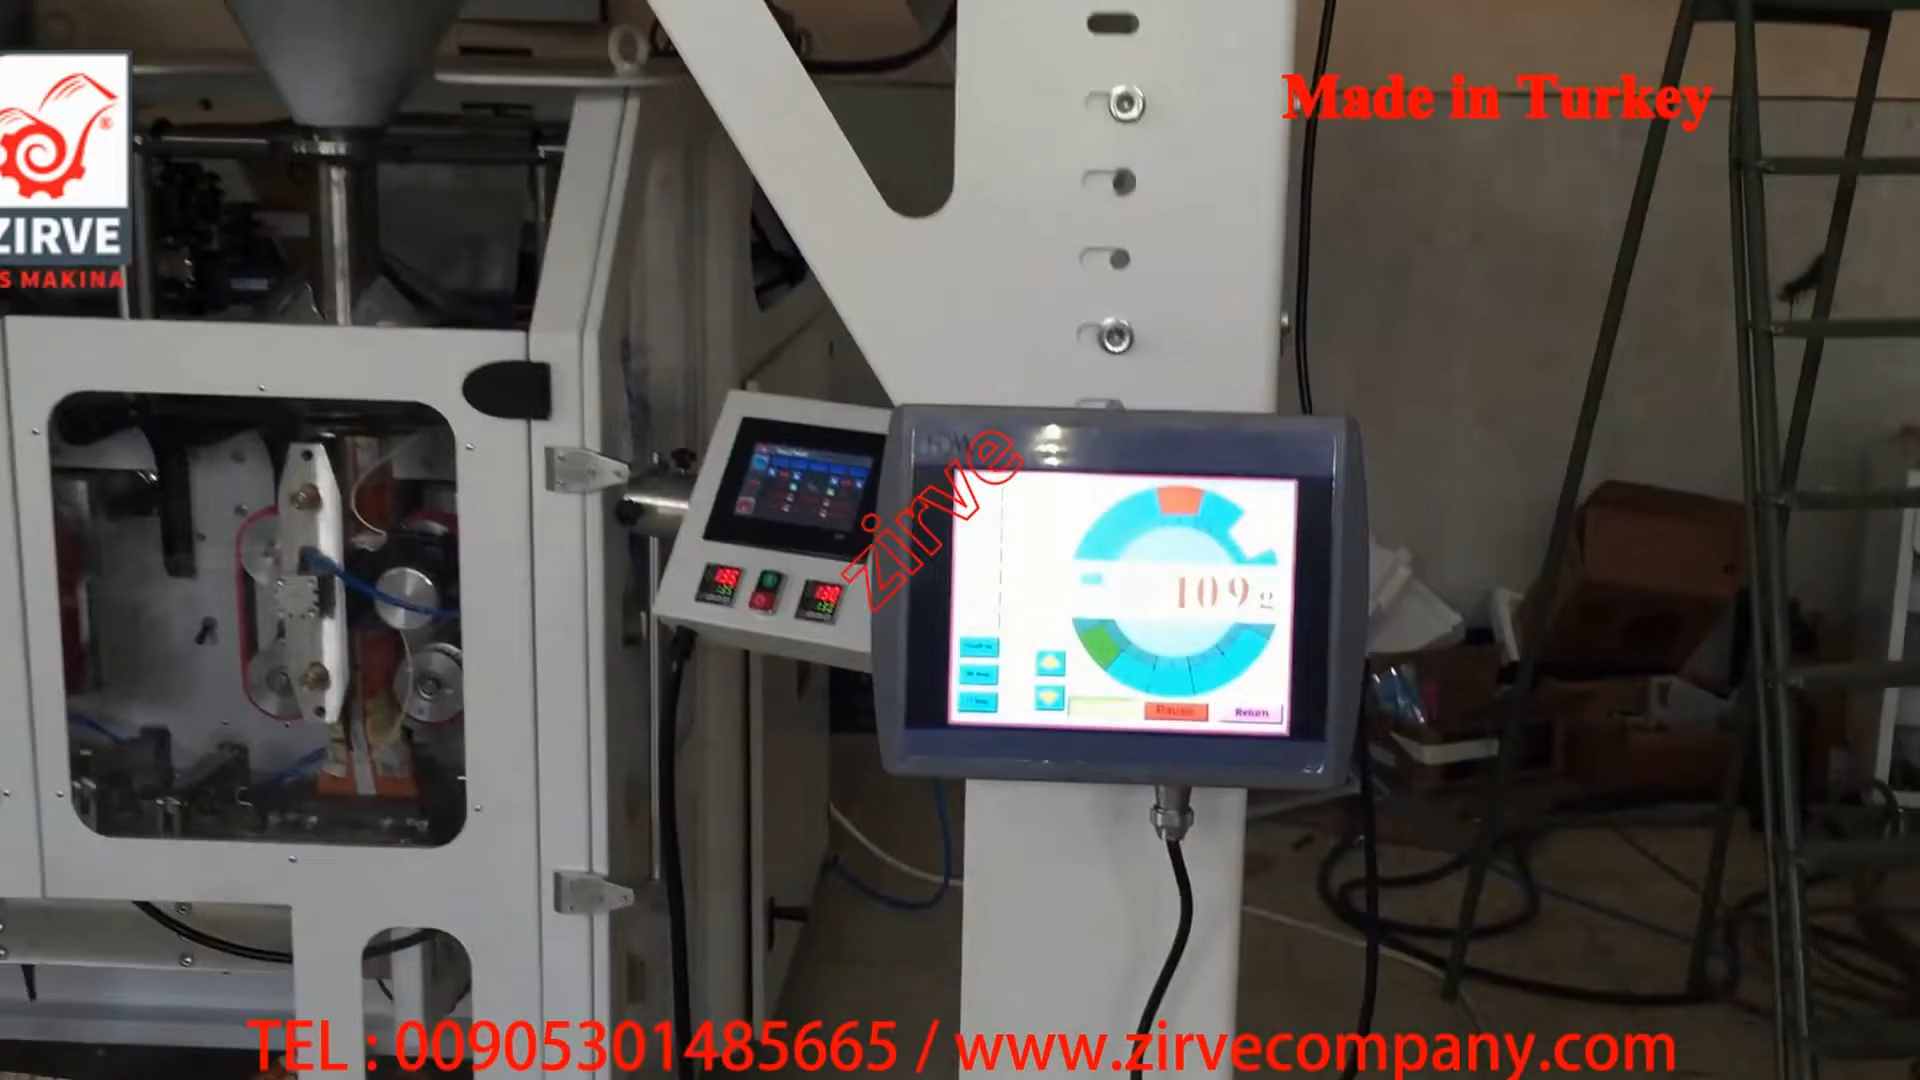 Made in Turkey
®
ZIRVE
S MAKINA
zirve
109 g
Pause
Return
TEL : 00905301485665 / www.zirvecompany.com